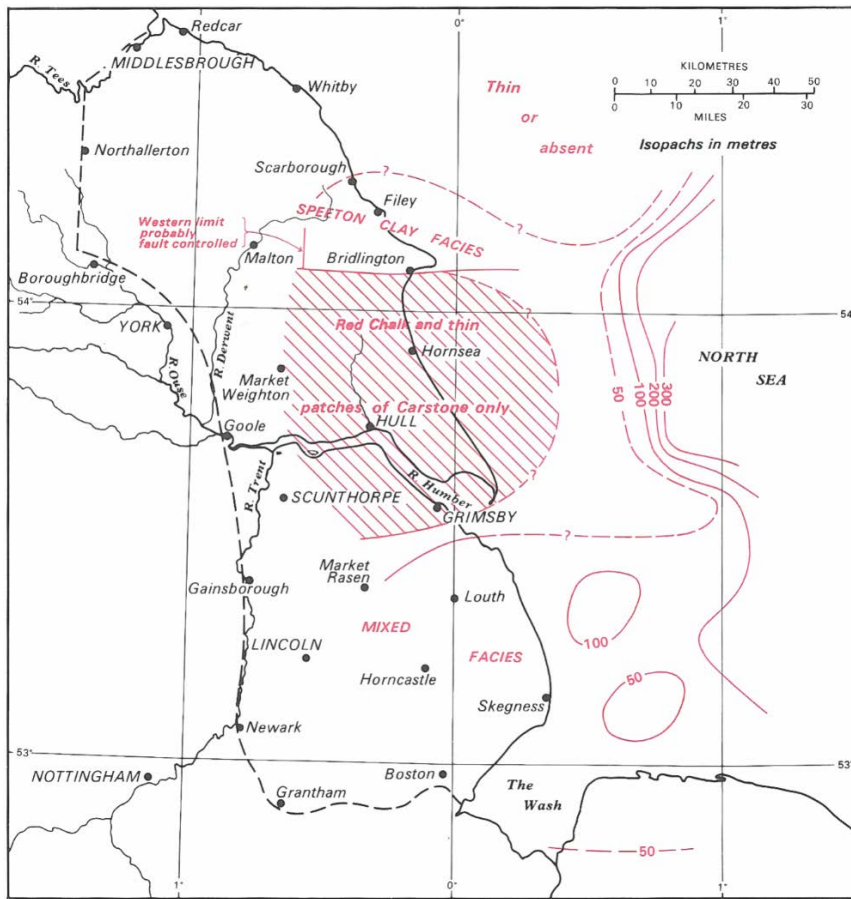 0°
1°
Redcar
MIDDLESBROUGH
R. Tees
Whitby
Thin
or
absent
KILOMETRES
0 10 20 30 40 50
0 10 20 30
MILES
Isopachs in metres
Northallerton
Scarborough
?
?
Filey
SPEETON CLAY FACIES
Western limit
probably
fault controlled
Malton
Bridlington
?
Boroughbridge
54°
54
YORK
R. Derwent
R. Ouse
Red Chalk and thin
Hornsea
NORTH
SEA
50
100
200
300
Market
Weighton
patches of Carstone only
HULL
Goole
R. Trent
R. Humber
?
SCUNTHORPE
GRIMSBY
?
Market
Rasen
Gainsborough
Louth
100
MIXED
FACIES
LINCOLN
Horncastle
50
Skegness
Newark
53°
53°
NOTTINGHAM
Boston
The
Wash
Grantham
50
1°
0°
1°